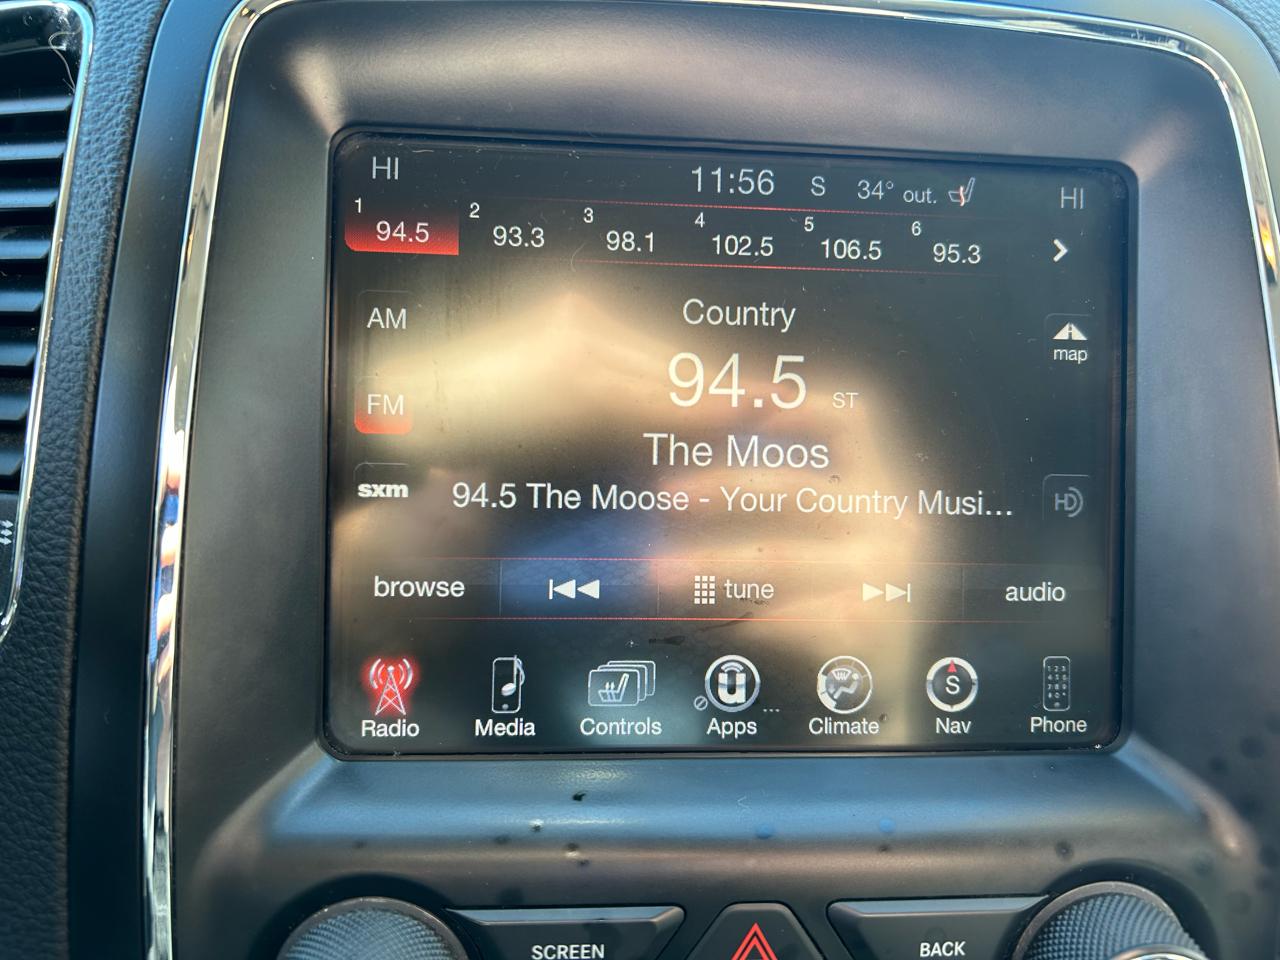 HI 11:56 S 34° out. HI
1 2 3 4 5 6
94.5 93.3 98.1 102.5 106.5 95.3
AM Country
map
FM 94.5 ST
The Moos
sxm 94.5 The Moose - Your Country Musi... HD
browse tune audio
U S
Radio Media Controls Apps ... Climate Nav Phone
SCREEN BACK